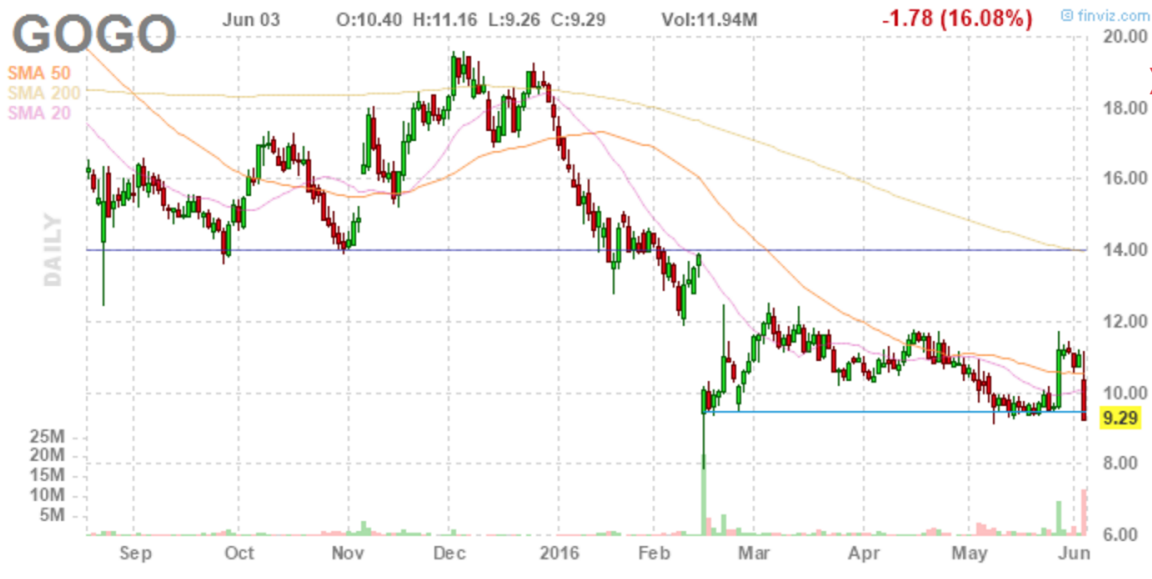 GOGO Jun 03 O:10.40 H:11.16 L:9.26 C:9.29 Vol:11.94M -1.78 (16.08%) © finviz.com
SMA 50
SMA 200
SMA 20
DAILY
20.00
18.00
16.00
14.00
12.00
10.00
9.29
8.00
6.00
25M
20M
15M
10M
5M
Sep Oct Nov Dec 2016 Feb Mar Apr May Jun